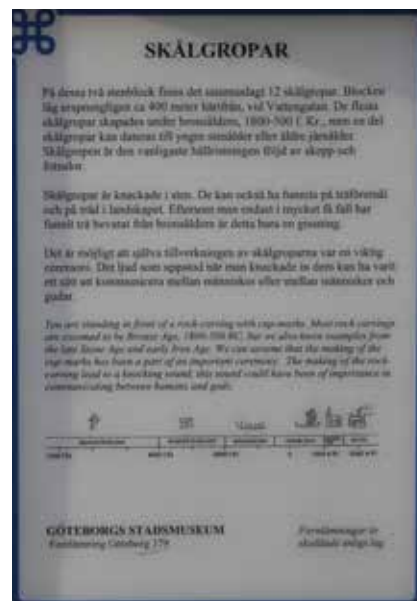 SKÅLGROPAR
På dessa två stenblock finns det sammanlagt 12 skålgropar. Blocken
låg ursprungligen ca 400 meter härifrån, vid Vattengatan. De flesta
skålgropar skapades under bronsåldern, 1800-500 f. Kr., men en del
skålgropar kan dateras till yngre stenålder eller äldre järnålder.
Skålgropen är den vanligaste hällristningen följd av skepp och
fotsulor.
Skålgropar är knackade i sten. De kan också ha funnits på träföremål
och på träd i landskapet. Eftersom man endast i mycket få fall har
funnit trä bevarat från bronsåldern är detta bara en gissning.
Det är möjligt att själva tillverkningen av skålgroparna var en viktig
ceremoni. Det ljud som uppstod när man knackade in dem kan ha varit
ett sätt att kommunicera mellan människor eller mellan människor och
gudar.
You are standing in front of a rock-carving with cup-marks. Most rock carvings
are assumed to be Bronze Age, 1800-500 BC, but we also know examples from
the late Stone Age and early Iron Age. We can assume that the making of the
cup-marks has been a part of an important ceremony. The making of the rock-
carving lead to a knocking sound, this sound could have been of importance in
communicating between humans and gods.
GÖTEBORGS STADSMUSEUM
Fornlämning Göteborg 179
Fornlämningar är
skyddade enligt lag